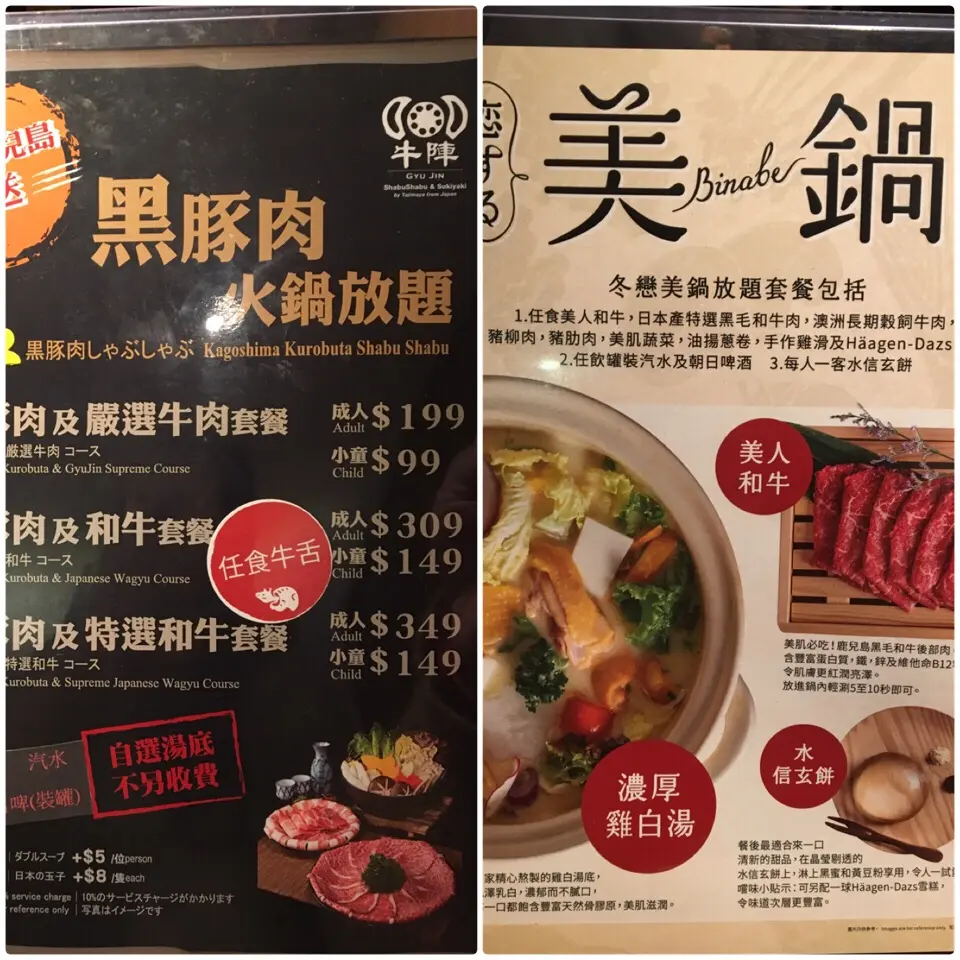 兒島
牛陣
GYU JIN
ShabuShabu & Sukiyaki
by Tajimaya from Japan
黑豚肉
火鍋放題
黒豚肉しゃぶしゃぶ Kagoshima Kurobuta Shabu Shabu
肉及嚴選牛肉套餐
成人 $199
Adult
厳選牛肉 コース
Kurobuta & GyuJin Supreme Course
小童 $99
Child
肉及和牛套餐
成人 $309
Adult
和牛 コース
Kurobuta & Japanese Wagyu Course
小童 $149
Child
任食牛舌
肉及特選和牛套餐
成人 $349
Adult
特選和牛 コース
Kurobuta & Supreme Japanese Wagyu Course
小童 $149
Child
汽水
啤(裝罐)
自選湯底
不另收費
ダブルスープ +$5 /位person
日本の玉子 +$8 /隻each
service charge | 10%のサービスチャージかかります
reference only | 写真はイメージです
美鍋
Binabe
冬戀美鍋放題套餐包括
1.任食美人和牛，日本產特選黑毛和牛肉，澳洲長期穀飼牛肉，
豬柳肉，豬肋肉，美肌蔬菜，油揚蔥卷，手作雞滑及Häagen-Dazs
2.任飲罐裝汽水及朝日啤酒 3.每人一客水信玄餅
美人
和牛
美肌必吃！鹿兒島黑毛和牛後部肉，
含豐富蛋白質，鐵，鋅及維他命B12
令肌膚更紅潤亮澤。
放進鍋內輕涮5至10秒即可。
濃厚
雞白湯
水
信玄餅
家精心熬製的雞白湯底，
澤乳白，濃郁而不膩口，
一口都飽含豐富天然骨膠原，美肌滋潤。
餐後最適合來一口
清新的甜品，在晶瑩剔透的
水信玄餅上，淋上黑蜜和黃豆粉享用，令人一試
嚐味小貼示：可另配一球Häagen-Dazs雪糕，
令味道次層更豐富。
圖片只供參考。 Images are for reference only.